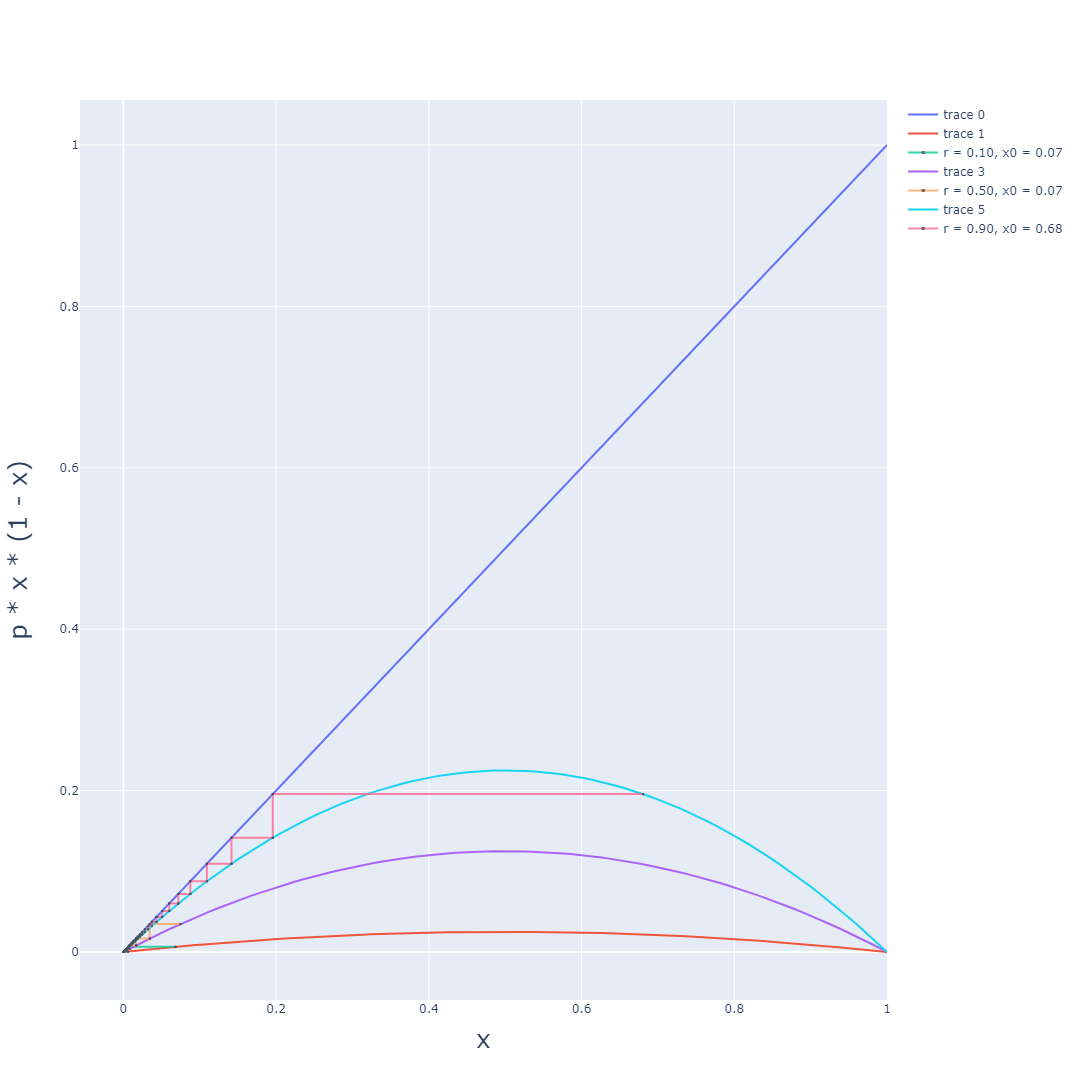 trace 0
trace 1
r = 0.10, x0 = 0.07
trace 3
r = 0.50, x0 = 0.07
trace 5
r = 0.90, x0 = 0.68
1
0.8
0.6
0.4
0.2
0
p * x * (1 - x)
0 0.2 0.4 0.6 0.8 1
x